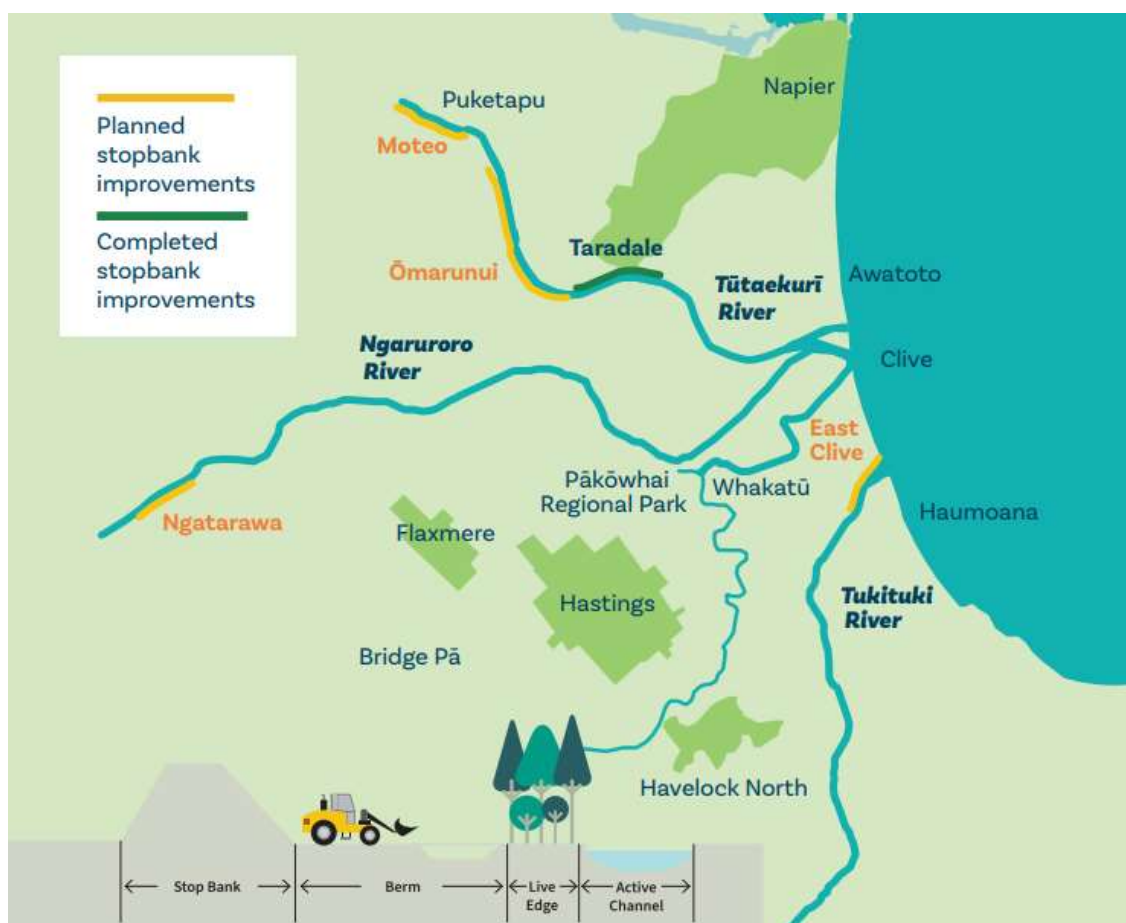 Planned
stopbank
improvements
Completed
stopbank
improvements
Napier
Puketapu
Moteo
Taradale
Ōmarunui
Tūtaekurī
River
Awatoto
Ngaruroro
River
Clive
East
Clive
Pākōwhai
Regional Park
Whakatū
Ngatarawa
Flaxmere
Haumoana
Hastings
Tukituki
River
Bridge Pā
Havelock North
Stop Bank
Berm
Live
Edge
Active
Channel